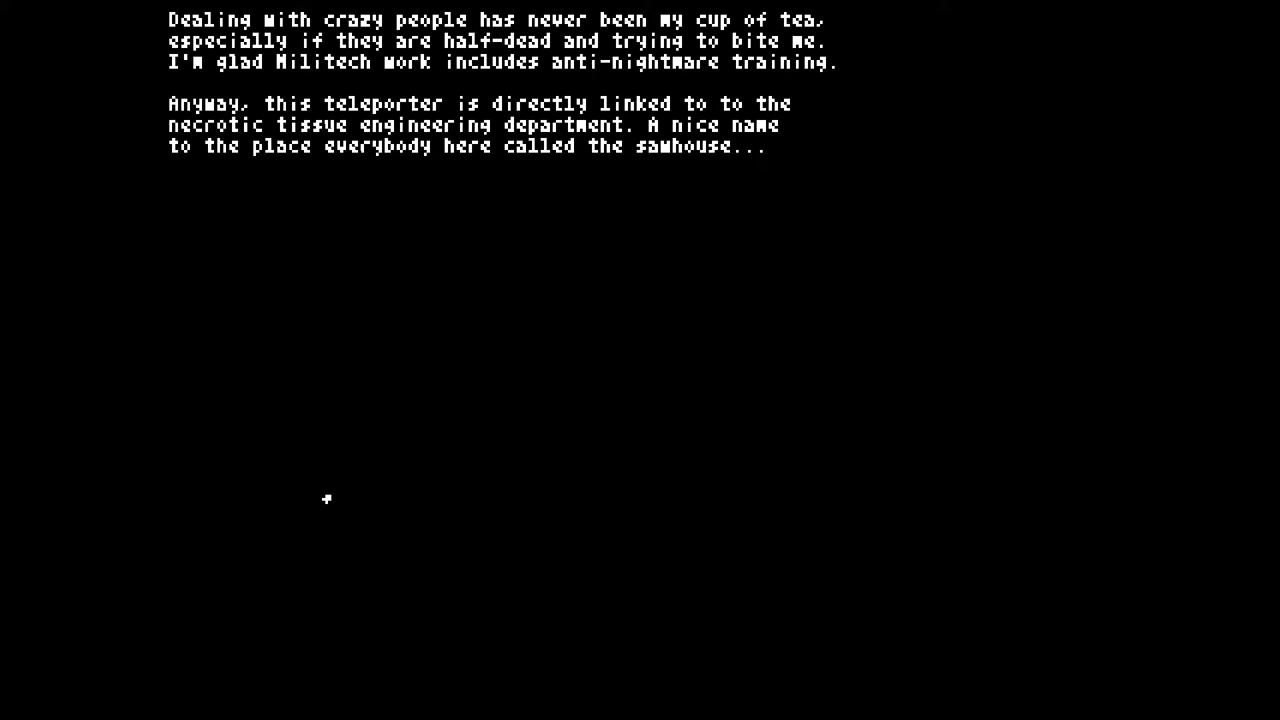 Dealing with crazy people has never been my cup of tea,
especially if they are half-dead and trying to bite me.
I'm glad Militech work includes anti-nightmare training.
Anyway, this teleporter is directly linked to to the
necrotic tissue engineering department. A nice name
to the place everybody here called the sawhouse...